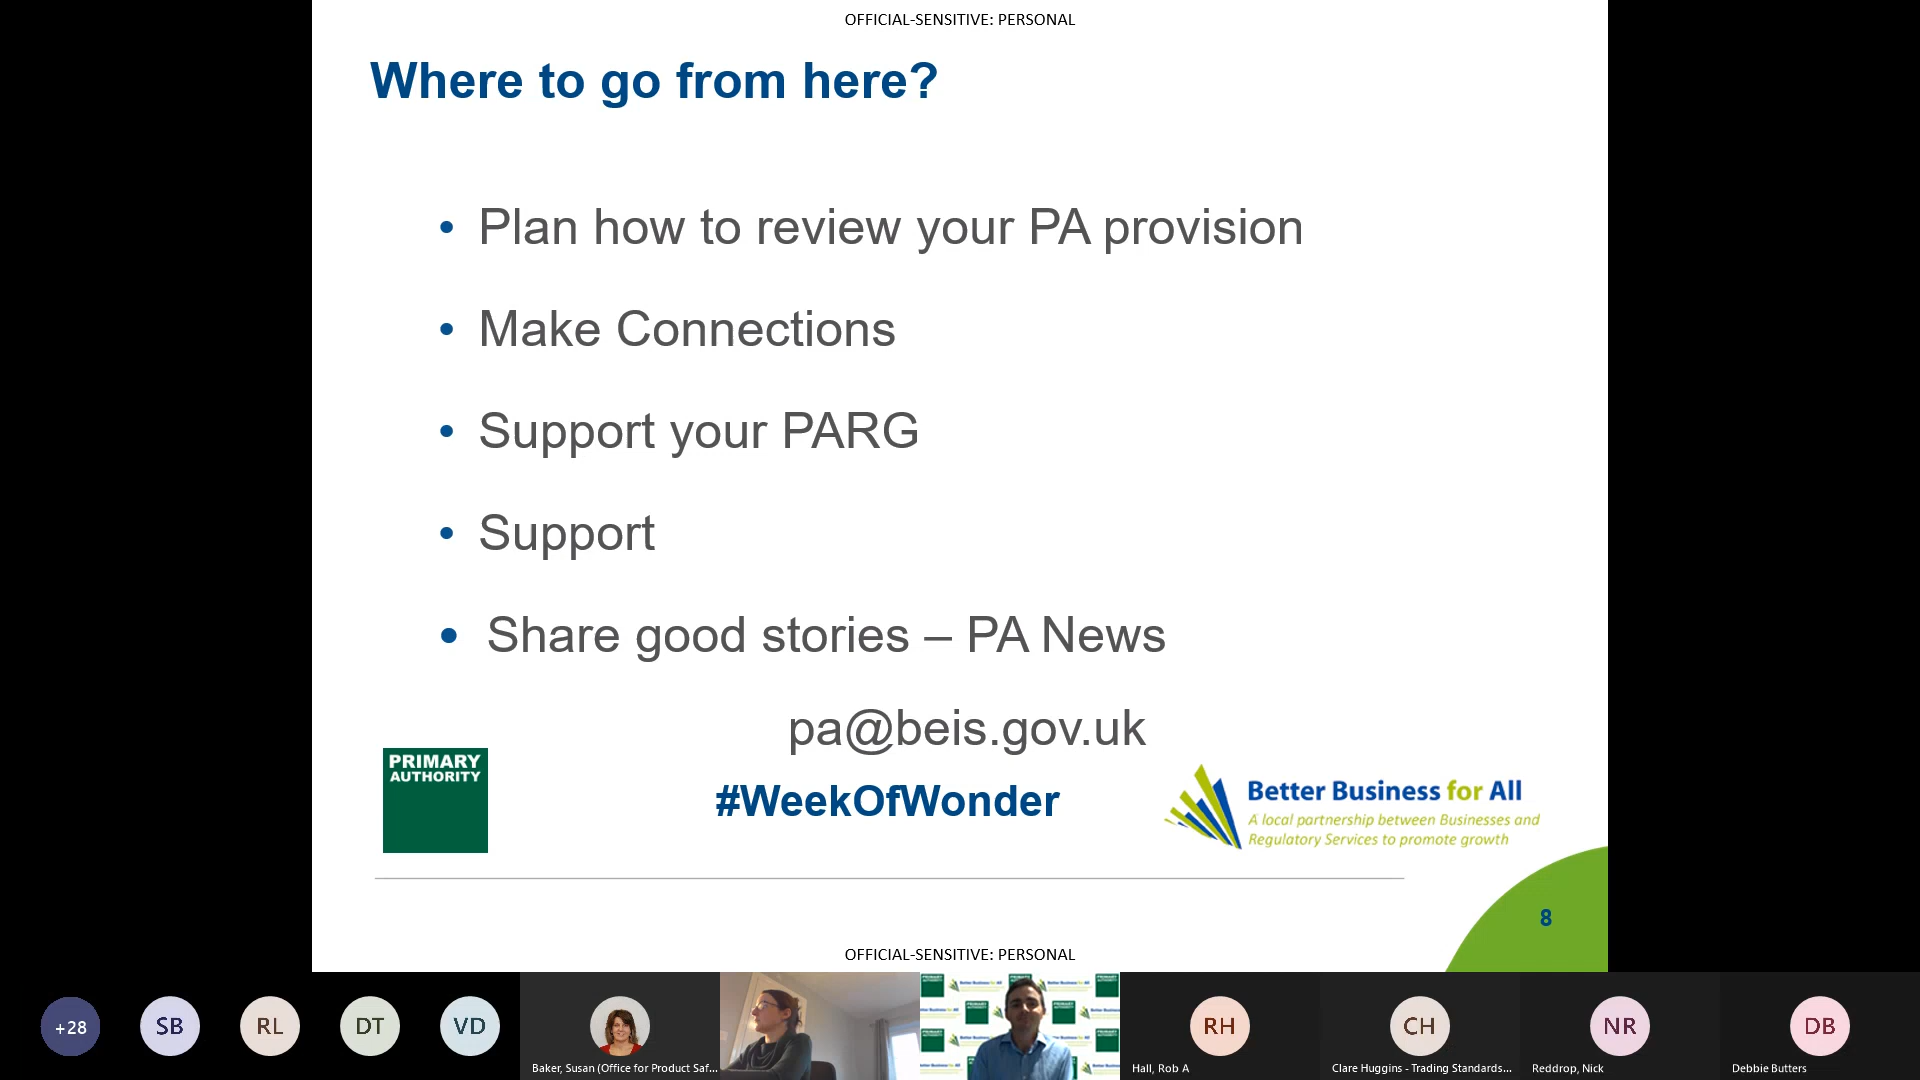 OFFICIAL-SENSITIVE: PERSONAL
Where to go from here?
• Plan how to review your PA provision
• Make Connections
• Support your PARG
• Support
• Share good stories – PA News
pa@beis.gov.uk
PRIMARY
AUTHORITY
#WeekOfWonder
Better Business for All
A local partnership between Businesses and
Regulatory Services to promote growth
8
OFFICIAL-SENSITIVE: PERSONAL
+28
SB
RL
DT
VD
RH
CH
NR
DB
Baker, Susan (Office for Product Saf...
Hall, Rob A
Clare Huggins - Trading Standards...
Reddrop, Nick
Debbie Butters